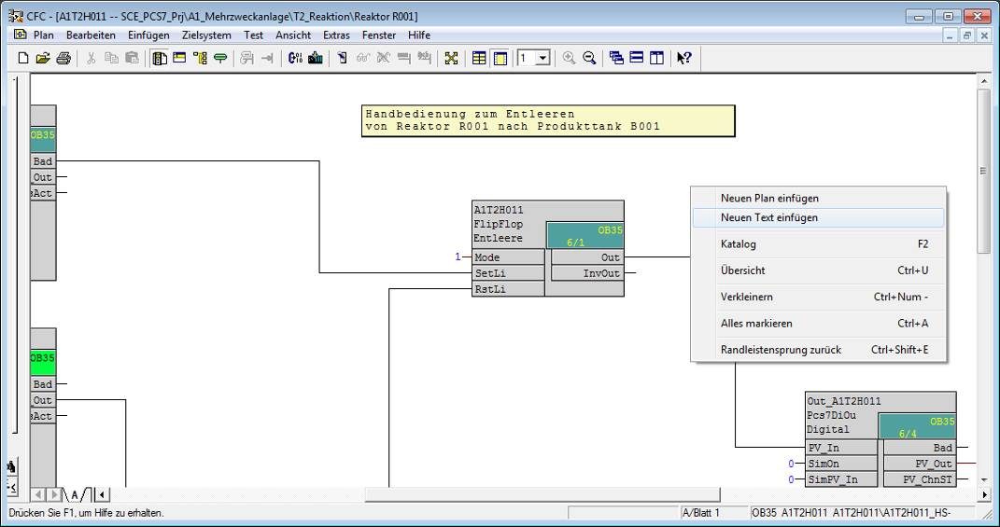 CFC - [A1T2H011 -- SCE_PCS7_Prj\A1_Mehrzweckanlage\T2_Reaktion\Reaktor R001]
Plan Bearbeiten Einfügen Zielsystem Test Ansicht Extras Fenster Hilfe
1
Handbedienung zum Entleeren
von Reaktor R001 nach Produkttank B001
OB35
Bad
_Out
sAct
A1T2H011
FlipFlop
Entleere
OB35
6/1
1
Mode
Out
SetLi
InvOut
RstLi
Neuen Plan einfügen
Neuen Text einfügen
Katalog F2
Übersicht Ctrl+U
Verkleinern Ctrl+Num -
Alles markieren Ctrl+A
Randleistensprung zurück Ctrl+Shift+E
OB35
Bad
_Out
sAct
Out_A1T2H011
Pcs7DiOu
Digital
OB35
6/4
PV_In
Bad
0
SimOn
PV_Out
0
SimPV_In
PV_ChnST
A
Drücken Sie F1, um Hilfe zu erhalten.
A/Blatt 1
OB35 A1T2H011 A1T2H011\A1T2H011_HS-